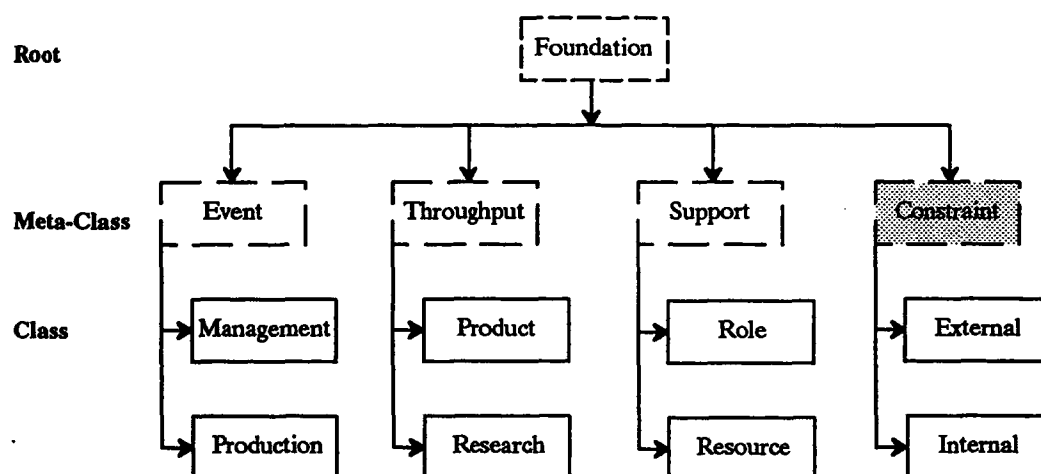 Root
Foundation
Meta-Class
Event
Throughput
Support
Constraint
Class
Management
Product
Role
External
Production
Research
Resource
Internal